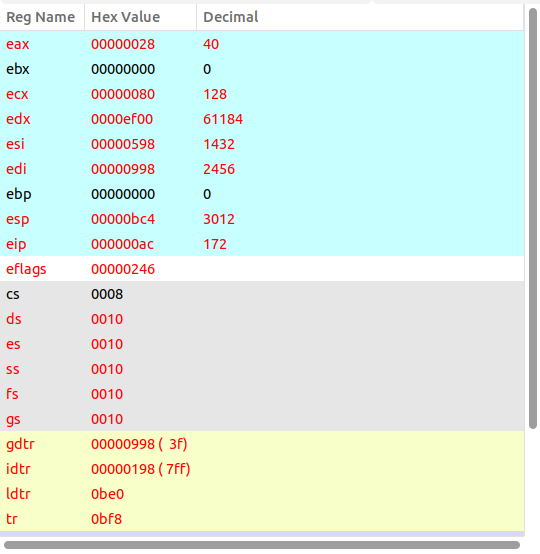 Reg Name Hex Value Decimal
eax 00000028 40
ebx 00000000 0
ecx 00000080 128
edx 0000ef00 61184
esi 00000598 1432
edi 00000998 2456
ebp 00000000 0
esp 00000bc4 3012
eip 000000ac 172
eflags 00000246
cs 0008
ds 0010
es 0010
ss 0010
fs 0010
gs 0010
gdtr 00000998 ( 3f)
idtr 00000198 ( 7ff)
ldtr 0be0
tr 0bf8